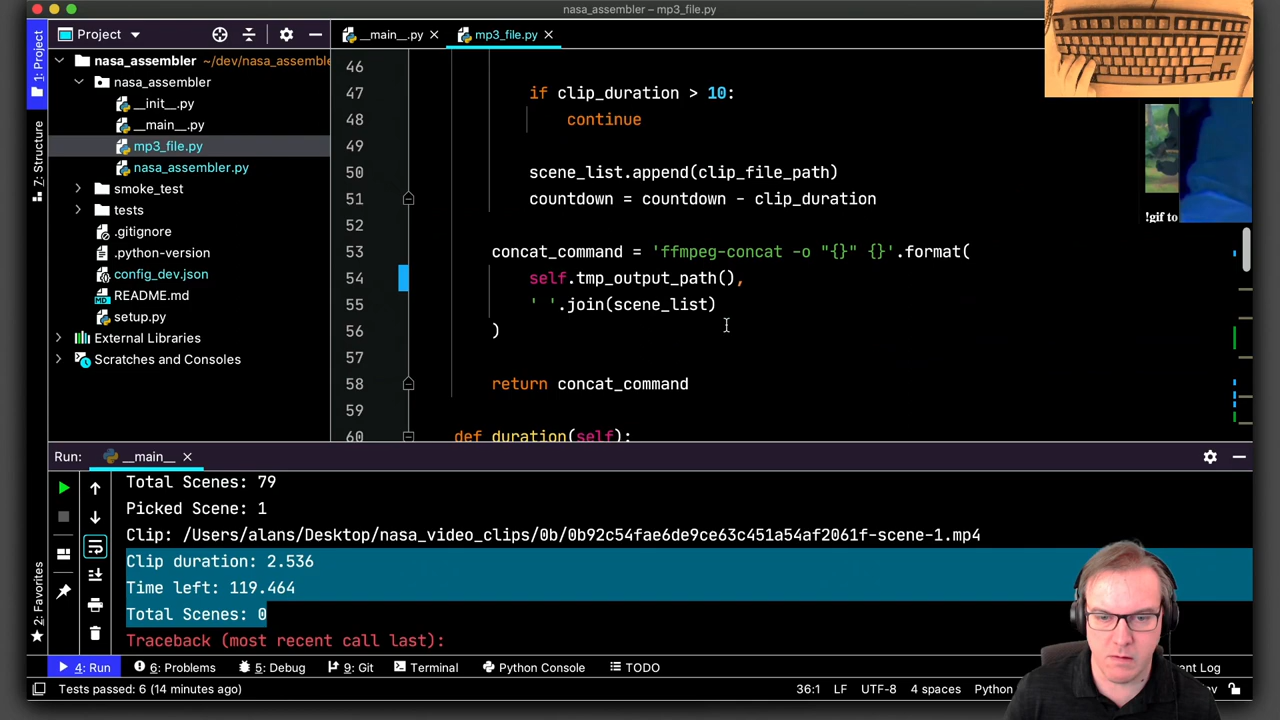 nasa_assembler – mp3_file.py
1: Project
Project
__main__.py
mp3_file.py
nasa_assembler ~/dev/nasa_assemble
nasa_assembler
__init__.py
__main__.py
mp3_file.py
nasa_assembler.py
smoke_test
tests
.gitignore
.python-version
config_dev.json
README.md
setup.py
External Libraries
Scratches and Consoles
7: Structure
2: Favorites
46
47 if clip_duration > 10:
48 continue
49
50 scene_list.append(clip_file_path)
51 countdown = countdown - clip_duration
52
53 concat_command = 'ffmpeg-concat -o "{}" {}'.format(
54 self.tmp_output_path(),
55 ' '.join(scene_list)
56 )
57
58 return concat_command
59
60 def duration(self):
!gif to
Run: __main__
Total Scenes: 79
Picked Scene: 1
Clip: /Users/alans/Desktop/nasa_video_clips/0b/0b92c54fae6de9ce63c451a54af2061f-scene-1.mp4
Clip duration: 2.536
Time left: 119.464
Total Scenes: 0
Traceback (most recent call last):
4: Run 6: Problems 5: Debug 9: Git Terminal Python Console TODO nt Log
Tests passed: 6 (14 minutes ago) 36:1 LF UTF-8 4 spaces Python